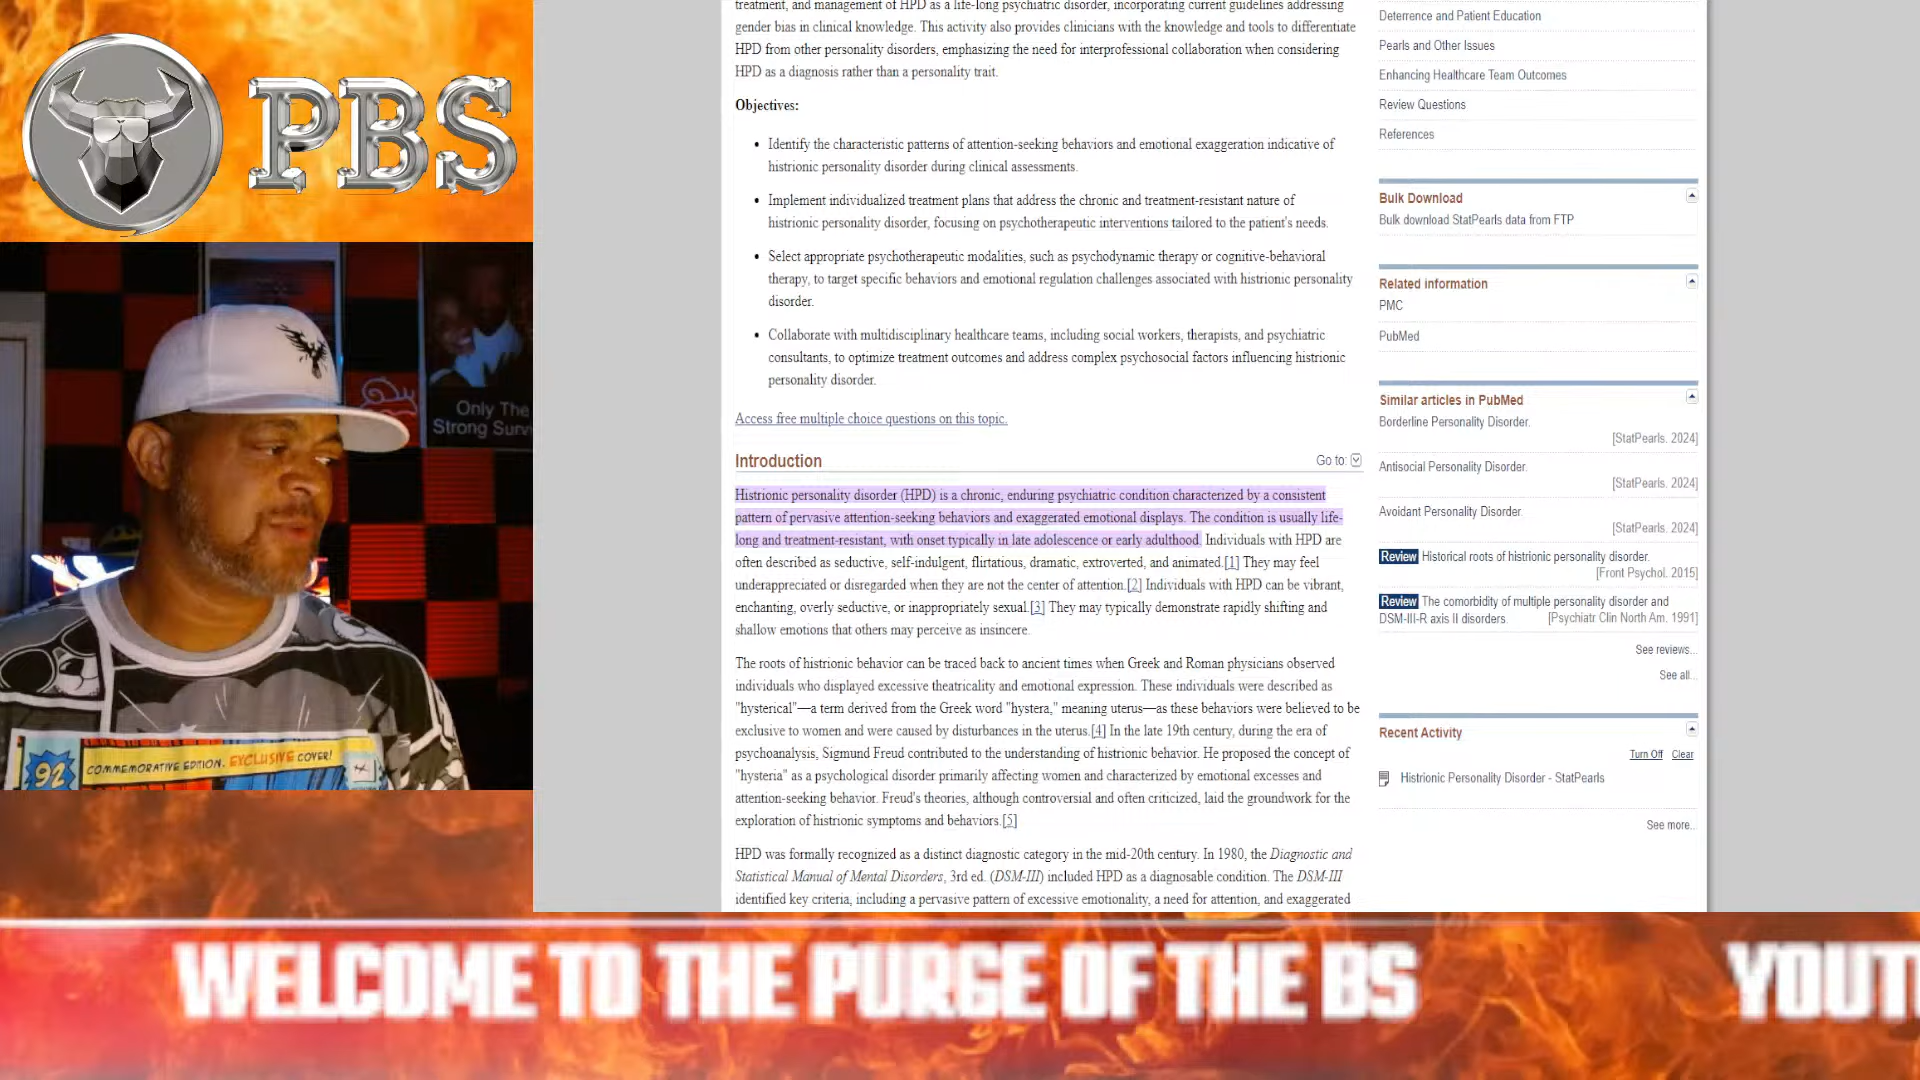 PBS
Only The
Strong Surv
92
COMMEMORATIVE EDITION. EXCLUSIVE COVER!
treatment, and management of HPD as a life-long psychiatric disorder, incorporating current guidelines addressing
gender bias in clinical knowledge. This activity also provides clinicians with the knowledge and tools to differentiate
HPD from other personality disorders, emphasizing the need for interprofessional collaboration when considering
HPD as a diagnosis rather than a personality trait.
Objectives:
• Identify the characteristic patterns of attention-seeking behaviors and emotional exaggeration indicative of
histrionic personality disorder during clinical assessments.
• Implement individualized treatment plans that address the chronic and treatment-resistant nature of
histrionic personality disorder, focusing on psychotherapeutic interventions tailored to the patient's needs.
• Select appropriate psychotherapeutic modalities, such as psychodynamic therapy or cognitive-behavioral
therapy, to target specific behaviors and emotional regulation challenges associated with histrionic personality
disorder.
• Collaborate with multidisciplinary healthcare teams, including social workers, therapists, and psychiatric
consultants, to optimize treatment outcomes and address complex psychosocial factors influencing histrionic
personality disorder.
Access free multiple choice questions on this topic.
Introduction
Go to:
Histrionic personality disorder (HPD) is a chronic, enduring psychiatric condition characterized by a consistent
pattern of pervasive attention-seeking behaviors and exaggerated emotional displays. The condition is usually life-
long and treatment-resistant, with onset typically in late adolescence or early adulthood. Individuals with HPD are
often described as seductive, self-indulgent, flirtatious, dramatic, extroverted, and animated.[1] They may feel
underappreciated or disregarded when they are not the center of attention.[2] Individuals with HPD can be vibrant,
enchanting, overly seductive, or inappropriately sexual.[3] They may typically demonstrate rapidly shifting and
shallow emotions that others may perceive as insincere.
The roots of histrionic behavior can be traced back to ancient times when Greek and Roman physicians observed
individuals who displayed excessive theatricality and emotional expression. These individuals were described as
"hysterical"—a term derived from the Greek word "hystera," meaning uterus—as these behaviors were believed to be
exclusive to women and were caused by disturbances in the uterus.[4] In the late 19th century, during the era of
psychoanalysis, Sigmund Freud contributed to the understanding of histrionic behavior. He proposed the concept of
"hysteria" as a psychological disorder primarily affecting women and characterized by emotional excesses and
attention-seeking behavior. Freud's theories, although controversial and often criticized, laid the groundwork for the
exploration of histrionic symptoms and behaviors.[5]
HPD was formally recognized as a distinct diagnostic category in the mid-20th century. In 1980, the Diagnostic and
Statistical Manual of Mental Disorders, 3rd ed. (DSM-III) included HPD as a diagnosable condition. The DSM-III
identified key criteria, including a pervasive pattern of excessive emotionality, a need for attention, and exaggerated
Deterrence and Patient Education
Pearls and Other Issues
Enhancing Healthcare Team Outcomes
Review Questions
References
Bulk Download
Bulk download StatPearls data from FTP
Related information
PMC
PubMed
Similar articles in PubMed
Borderline Personality Disorder.
[StatPearls. 2024]
Antisocial Personality Disorder.
[StatPearls. 2024]
Avoidant Personality Disorder.
[StatPearls. 2024]
Review Historical roots of histrionic personality disorder.
[Front Psychol. 2015]
Review The comorbidity of multiple personality disorder and
DSM-III-R axis II disorders. [Psychiatr Clin North Am. 1991]
See reviews...
See all...
Recent Activity
Turn Off Clear
Histrionic Personality Disorder - StatPearls
See more...
WELCOME TO THE PURGE OF THE BS YOUT